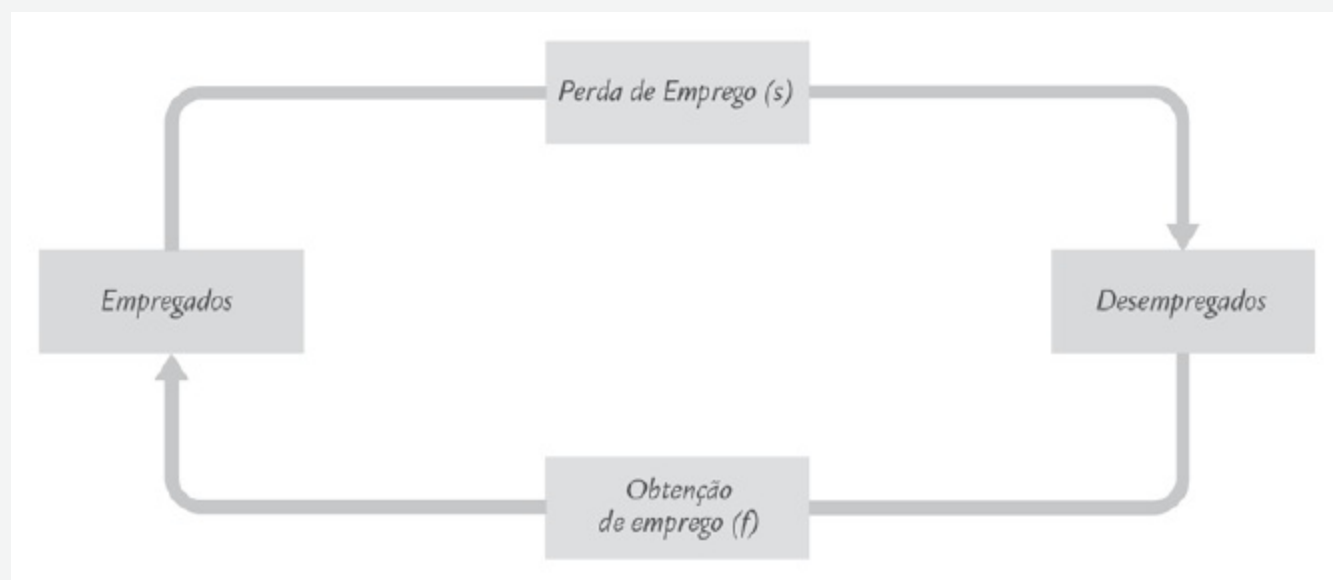 Perda de Emprego (s)
Empregados
Desempregados
Obtenção
de emprego (f)